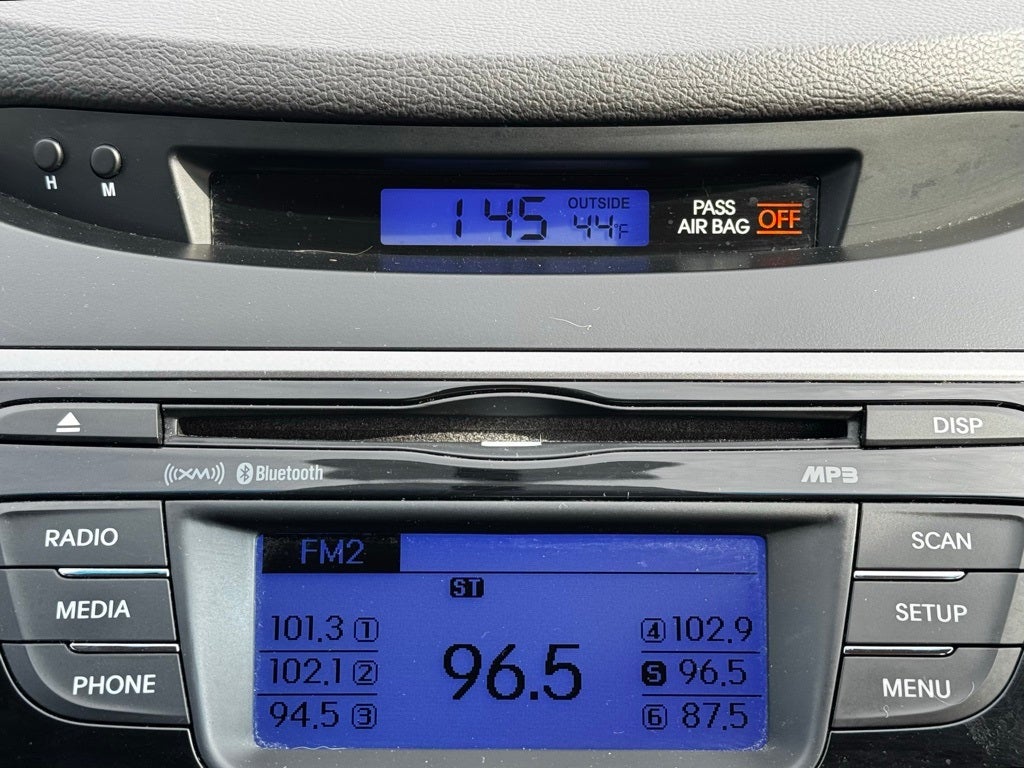 H M
1 45 OUTSIDE 44°F
PASS AIR BAG OFF
DISP
((XM)) Bluetooth MP3
RADIO
MEDIA
PHONE
FM2
ST
101.3 1
102.1 2
94.5 3
96.5
4 102.9
5 96.5
6 87.5
SCAN
SETUP
MENU